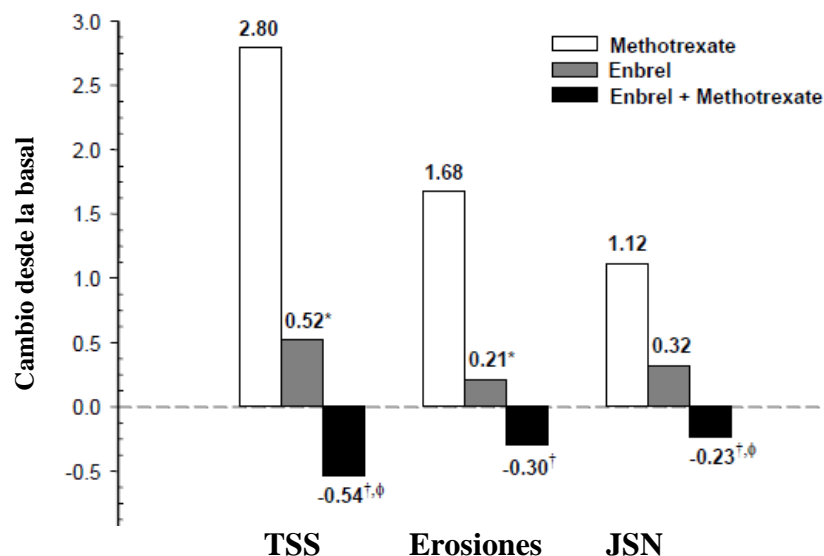 3.0
2.5
2.0
1.5
1.0
0.5
0.0
-0.5
Cambio desde la basal
Methotrexate
Enbrel
Enbrel + Methotrexate
2.80
0.52*
-0.54†,ϕ
1.68
0.21*
-0.30†
1.12
0.32
-0.23†,ϕ
TSS Erosiones JSN